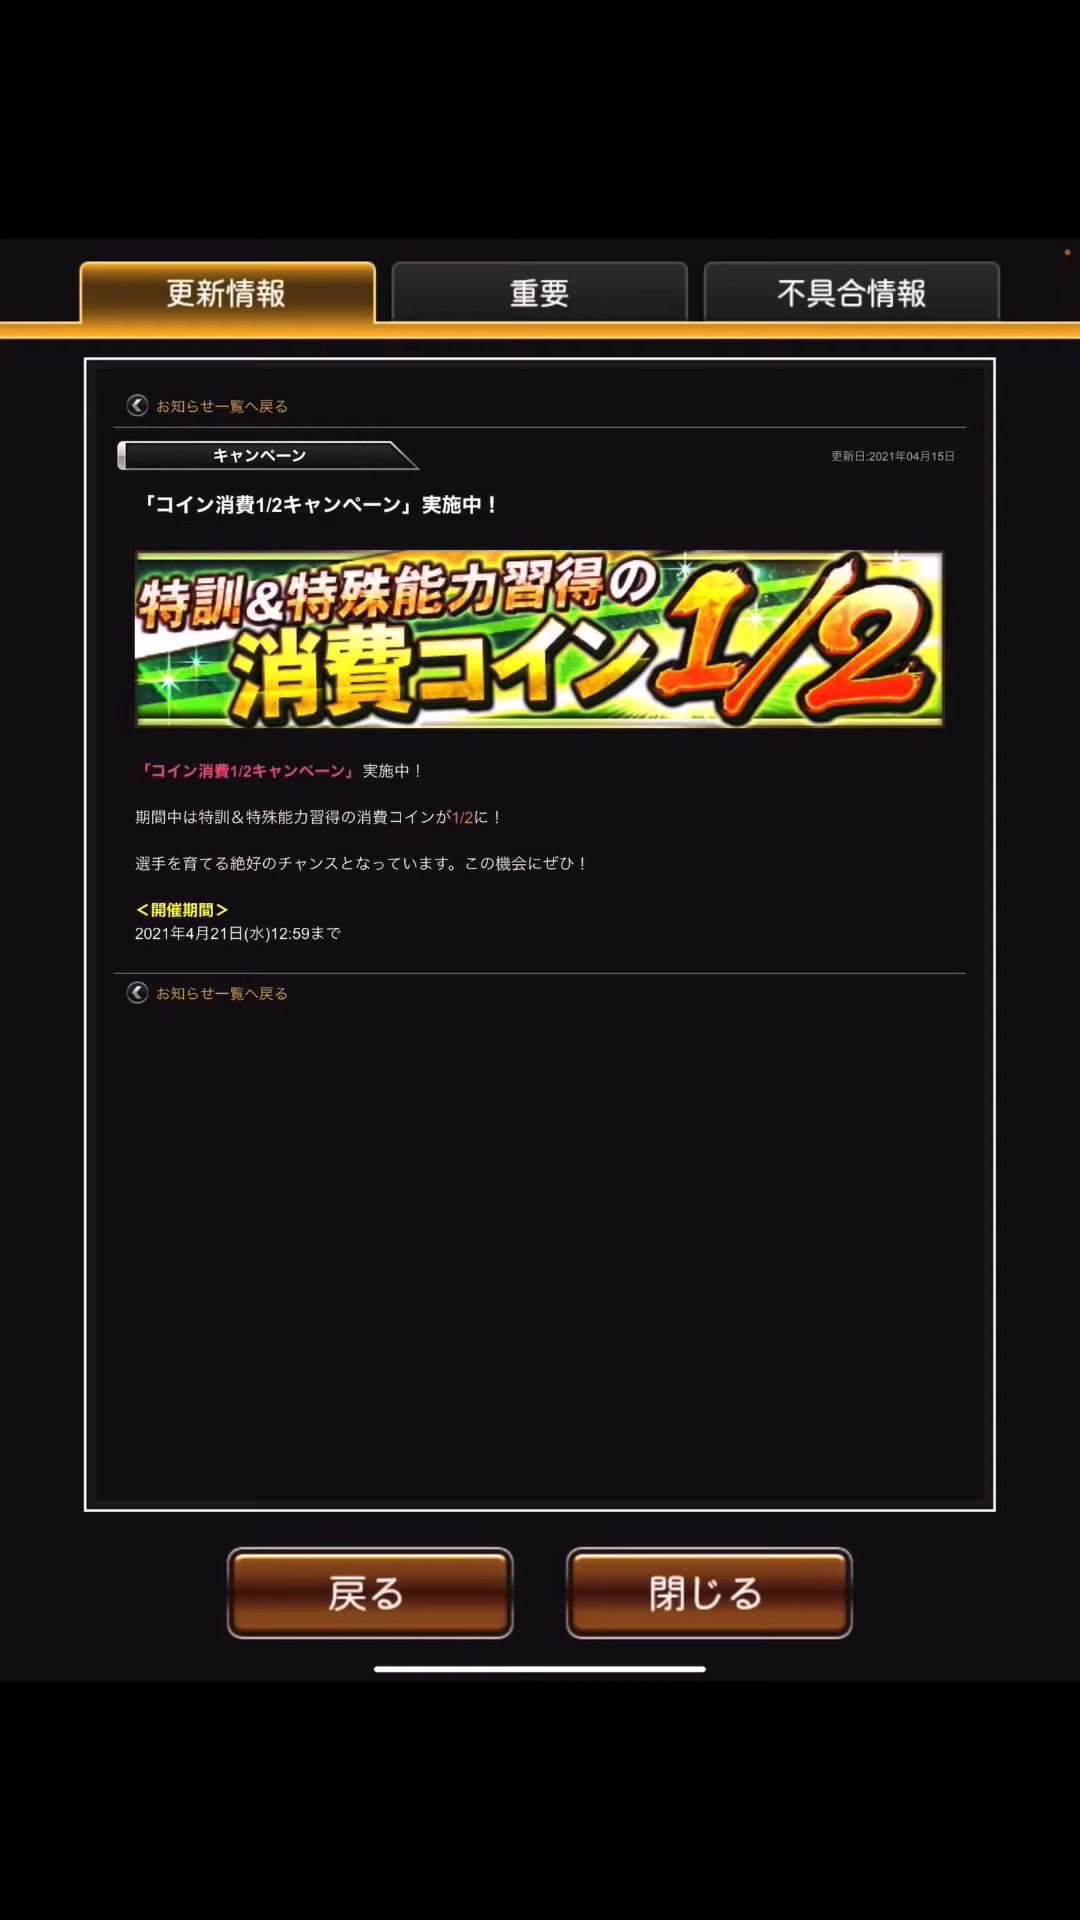 更新情報
重要
不具合情報
お知らせ一覧へ戻る
キャンペーン
更新日:2021年04月15日
「コイン消費1/2キャンペーン」実施中！
特訓&特殊能力習得の
消費コイン1/2
「コイン消費1/2キャンペーン」実施中！
期間中は特訓＆特殊能力習得の消費コインが1/2に！
選手を育てる絶好のチャンスとなっています。この機会にぜひ！
＜開催期間＞
2021年4月21日(水)12:59まで
お知らせ一覧へ戻る
戻る
閉じる